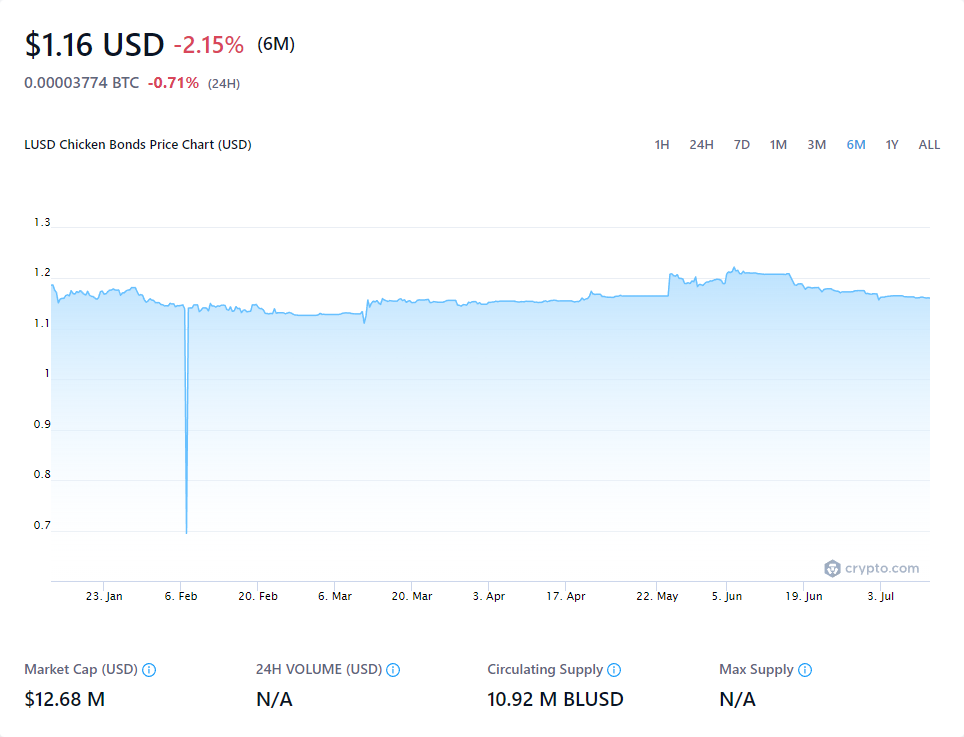 $1.16 USD -2.15% (6M)
0.00003774 BTC -0.71% (24H)
LUSD Chicken Bonds Price Chart (USD) 1H 24H 7D 1M 3M 6M 1Y ALL
1.3
1.2
1.1
1
0.9
0.8
0.7
crypto.com
23. Jan 6. Feb 20. Feb 6. Mar 20. Mar 3. Apr 17. Apr 22. May 5. Jun 19. Jun 3. Jul
Market Cap (USD) 24H VOLUME (USD) Circulating Supply Max Supply
$12.68 M N/A 10.92 M BLUSD N/A